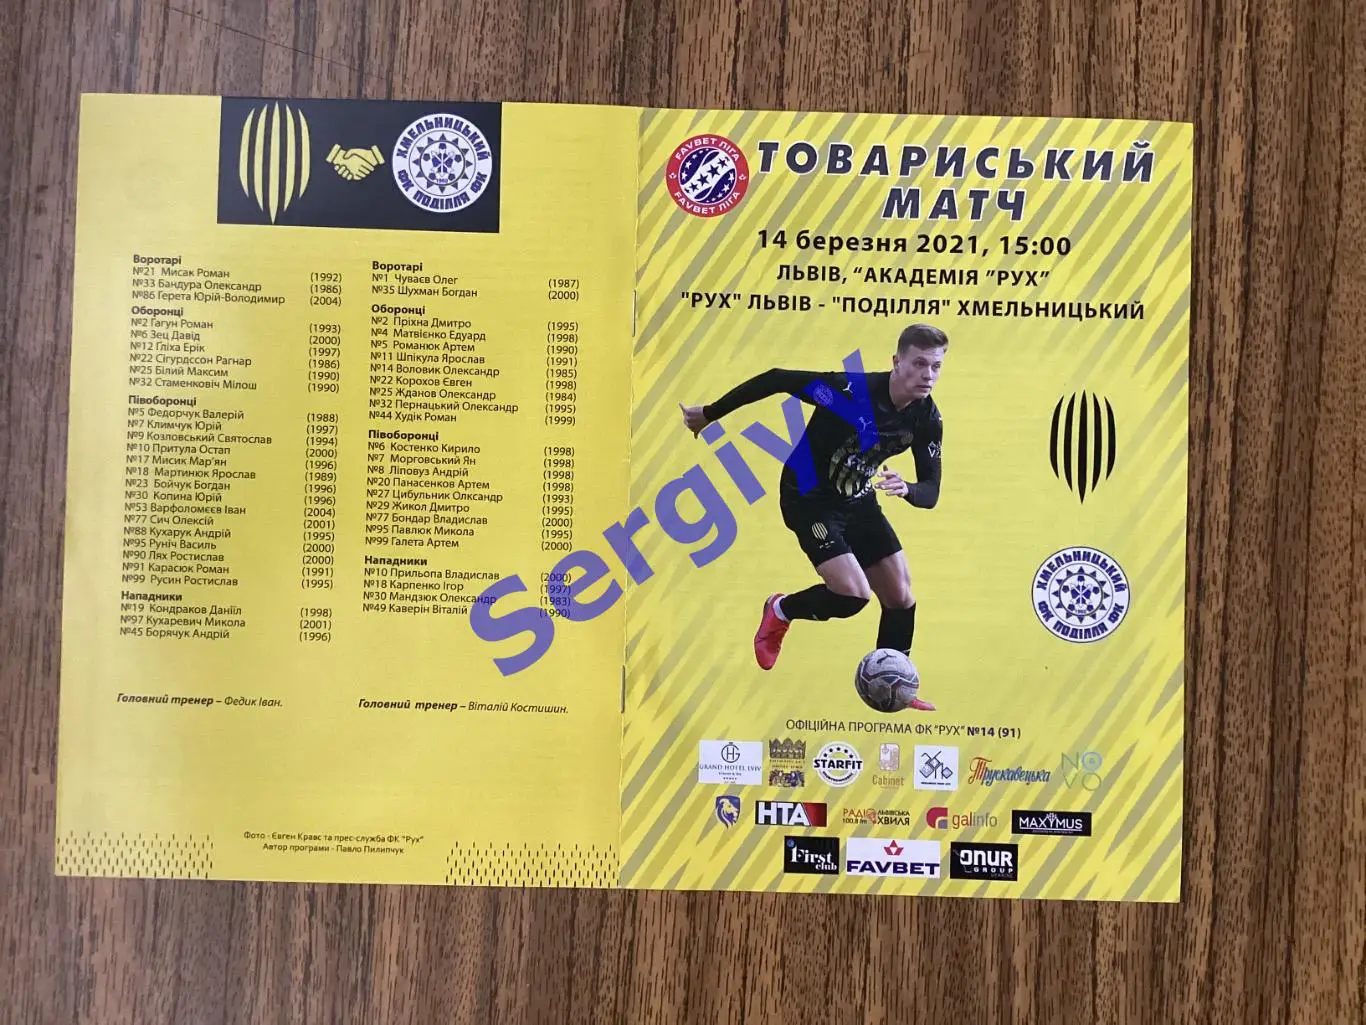 ХМЕЛЬНИЦЬКИЙ
ФК ПОДІЛЛЯ ФК
Воротарі
№21 Мисак Роман (1992)
№33 Бандура Олександр (1986)
№86 Герета Юрій-Володимир (2004)
Оборонці
№2 Гагун Роман (1993)
№6 Зец Давід (2000)
№12 Гліха Ерік (1997)
№22 Сігурдссон Рагнар (1986)
№25 Білий Максим (1990)
№32 Стаменковіч Мілош (1990)
Півоборонці
№5 Федорчук Валерій (1988)
№7 Климчук Юрій (1997)
№9 Козловський Святослав (1994)
№10 Притула Остап (2000)
№17 Мисик Мар'ян (1996)
№18 Мартинюк Ярослав (1989)
№23 Бойчук Богдан (1996)
№30 Копина Юрій (1996)
№53 Варфоломєєв Іван (2004)
№77 Сич Олексій (2001)
№88 Кухарук Андрій (1995)
№95 Руніч Василь (2000)
№90 Лях Ростислав (2000)
№91 Карасюк Роман (1991)
№99 Русин Ростислав (1995)
Нападники
№19 Кондраков Данііл (1998)
№97 Кухаревич Микола (2001)
№45 Борячук Андрій (1996)
Головний тренер – Федик Іван.
Воротарі
№1 Чуваєв Олег (1987)
№35 Шухман Богдан (2000)
Оборонці
№2 Пріхна Дмитро (1995)
№4 Матвієнко Едуард (1998)
№5 Романюк Артем (1990)
№11 Шпікула Ярослав (1991)
№14 Воловик Олександр (1985)
№22 Корохов Євген (1998)
№25 Жданов Олександр (1984)
№32 Пернацький Олександр (1995)
№44 Худік Роман (1999)
Півоборонці
№6 Костенко Кирило (1998)
№7 Морговський Ян (1998)
№8 Ліповуз Андрій (1998)
№20 Панасенков Артем (1998)
№27 Цибульник Олксандр (1993)
№29 Жикол Дмитро (1995)
№77 Бондар Владислав (2000)
№95 Павлюк Микола (1995)
№99 Галета Артем (2000)
Нападники
№10 Прильопа Владислав (2000)
№18 Карпенко Ігор (1997)
№30 Мандзюк Олександр (1983)
№49 Каверін Віталій (1990)
Головний тренер – Віталій Костишин.
Фото - Євген Кравс та прес-служба ФК "Рух"
Автор програми - Павло Пилипчук
FAVBET ЛІГА
FAVBET ЛІГА
ТОВАРИСЬКИЙ
МАТЧ
14 березня 2021, 15:00
ЛЬВІВ, "АКАДЕМІЯ "РУХ"
"РУХ" ЛЬВІВ - "ПОДІЛЛЯ" ХМЕЛЬНИЦЬКИЙ
ХМЕЛЬНИЦЬКИЙ
ФК ПОДІЛЛЯ ФК
Sergiyy
ОФІЦІЙНА ПРОГРАМА ФК "РУХ" №14 (91)
GRAND HOTEL LVIV
STARFIT
Cabinet
Трускавецька
NOVO
НТА
РАДІО ЛЬВІВСЬКА
100,8 fm ХВИЛЯ
galinfo
MAXYMUS
First
club
FAVBET
ONUR
GROUP